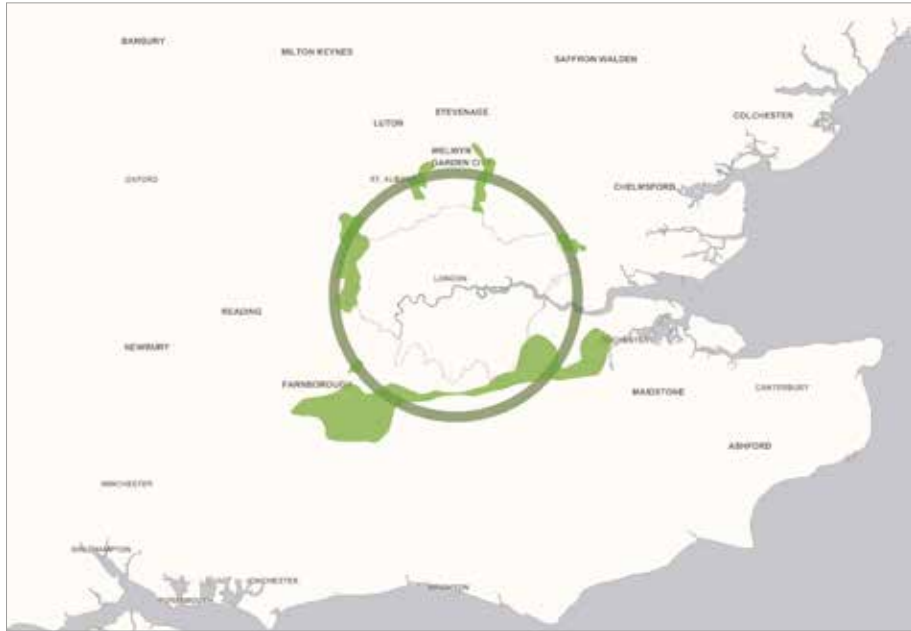 BANBURY
MILTON KEYNES
SAFFRON WALDEN
STEVENAGE
COLCHESTER
LUTON
WELWYN
GARDEN CI
OXFORD
ST. ALBANS
CHELMSFORD
LONDON
READING
NEWBURY
FARNBOROUGH
MAIDSTONE
CANTERBURY
ASHFORD
WINCHESTER
SOUTHAMPTON
PORTSMOUTH
BRIGHTON